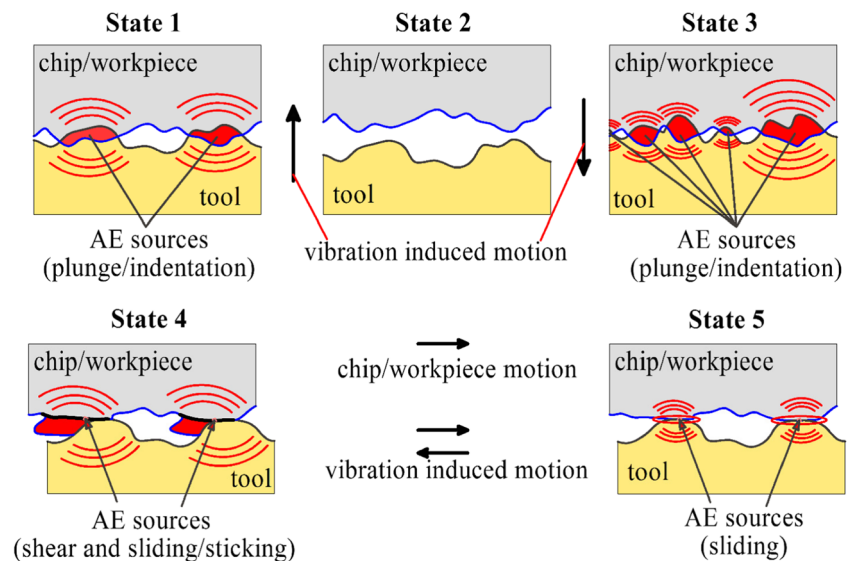 State 1
State 2
State 3
chip/workpiece
chip/workpiece
chip/workpiece
tool
tool
tool
AE sources
(plunge/indentation)
vibration induced motion
AE sources
(plunge/indentation)
State 4
State 5
chip/workpiece
chip/workpiece motion
chip/workpiece
vibration induced motion
tool
tool
AE sources
(shear and sliding/sticking)
AE sources
(sliding)